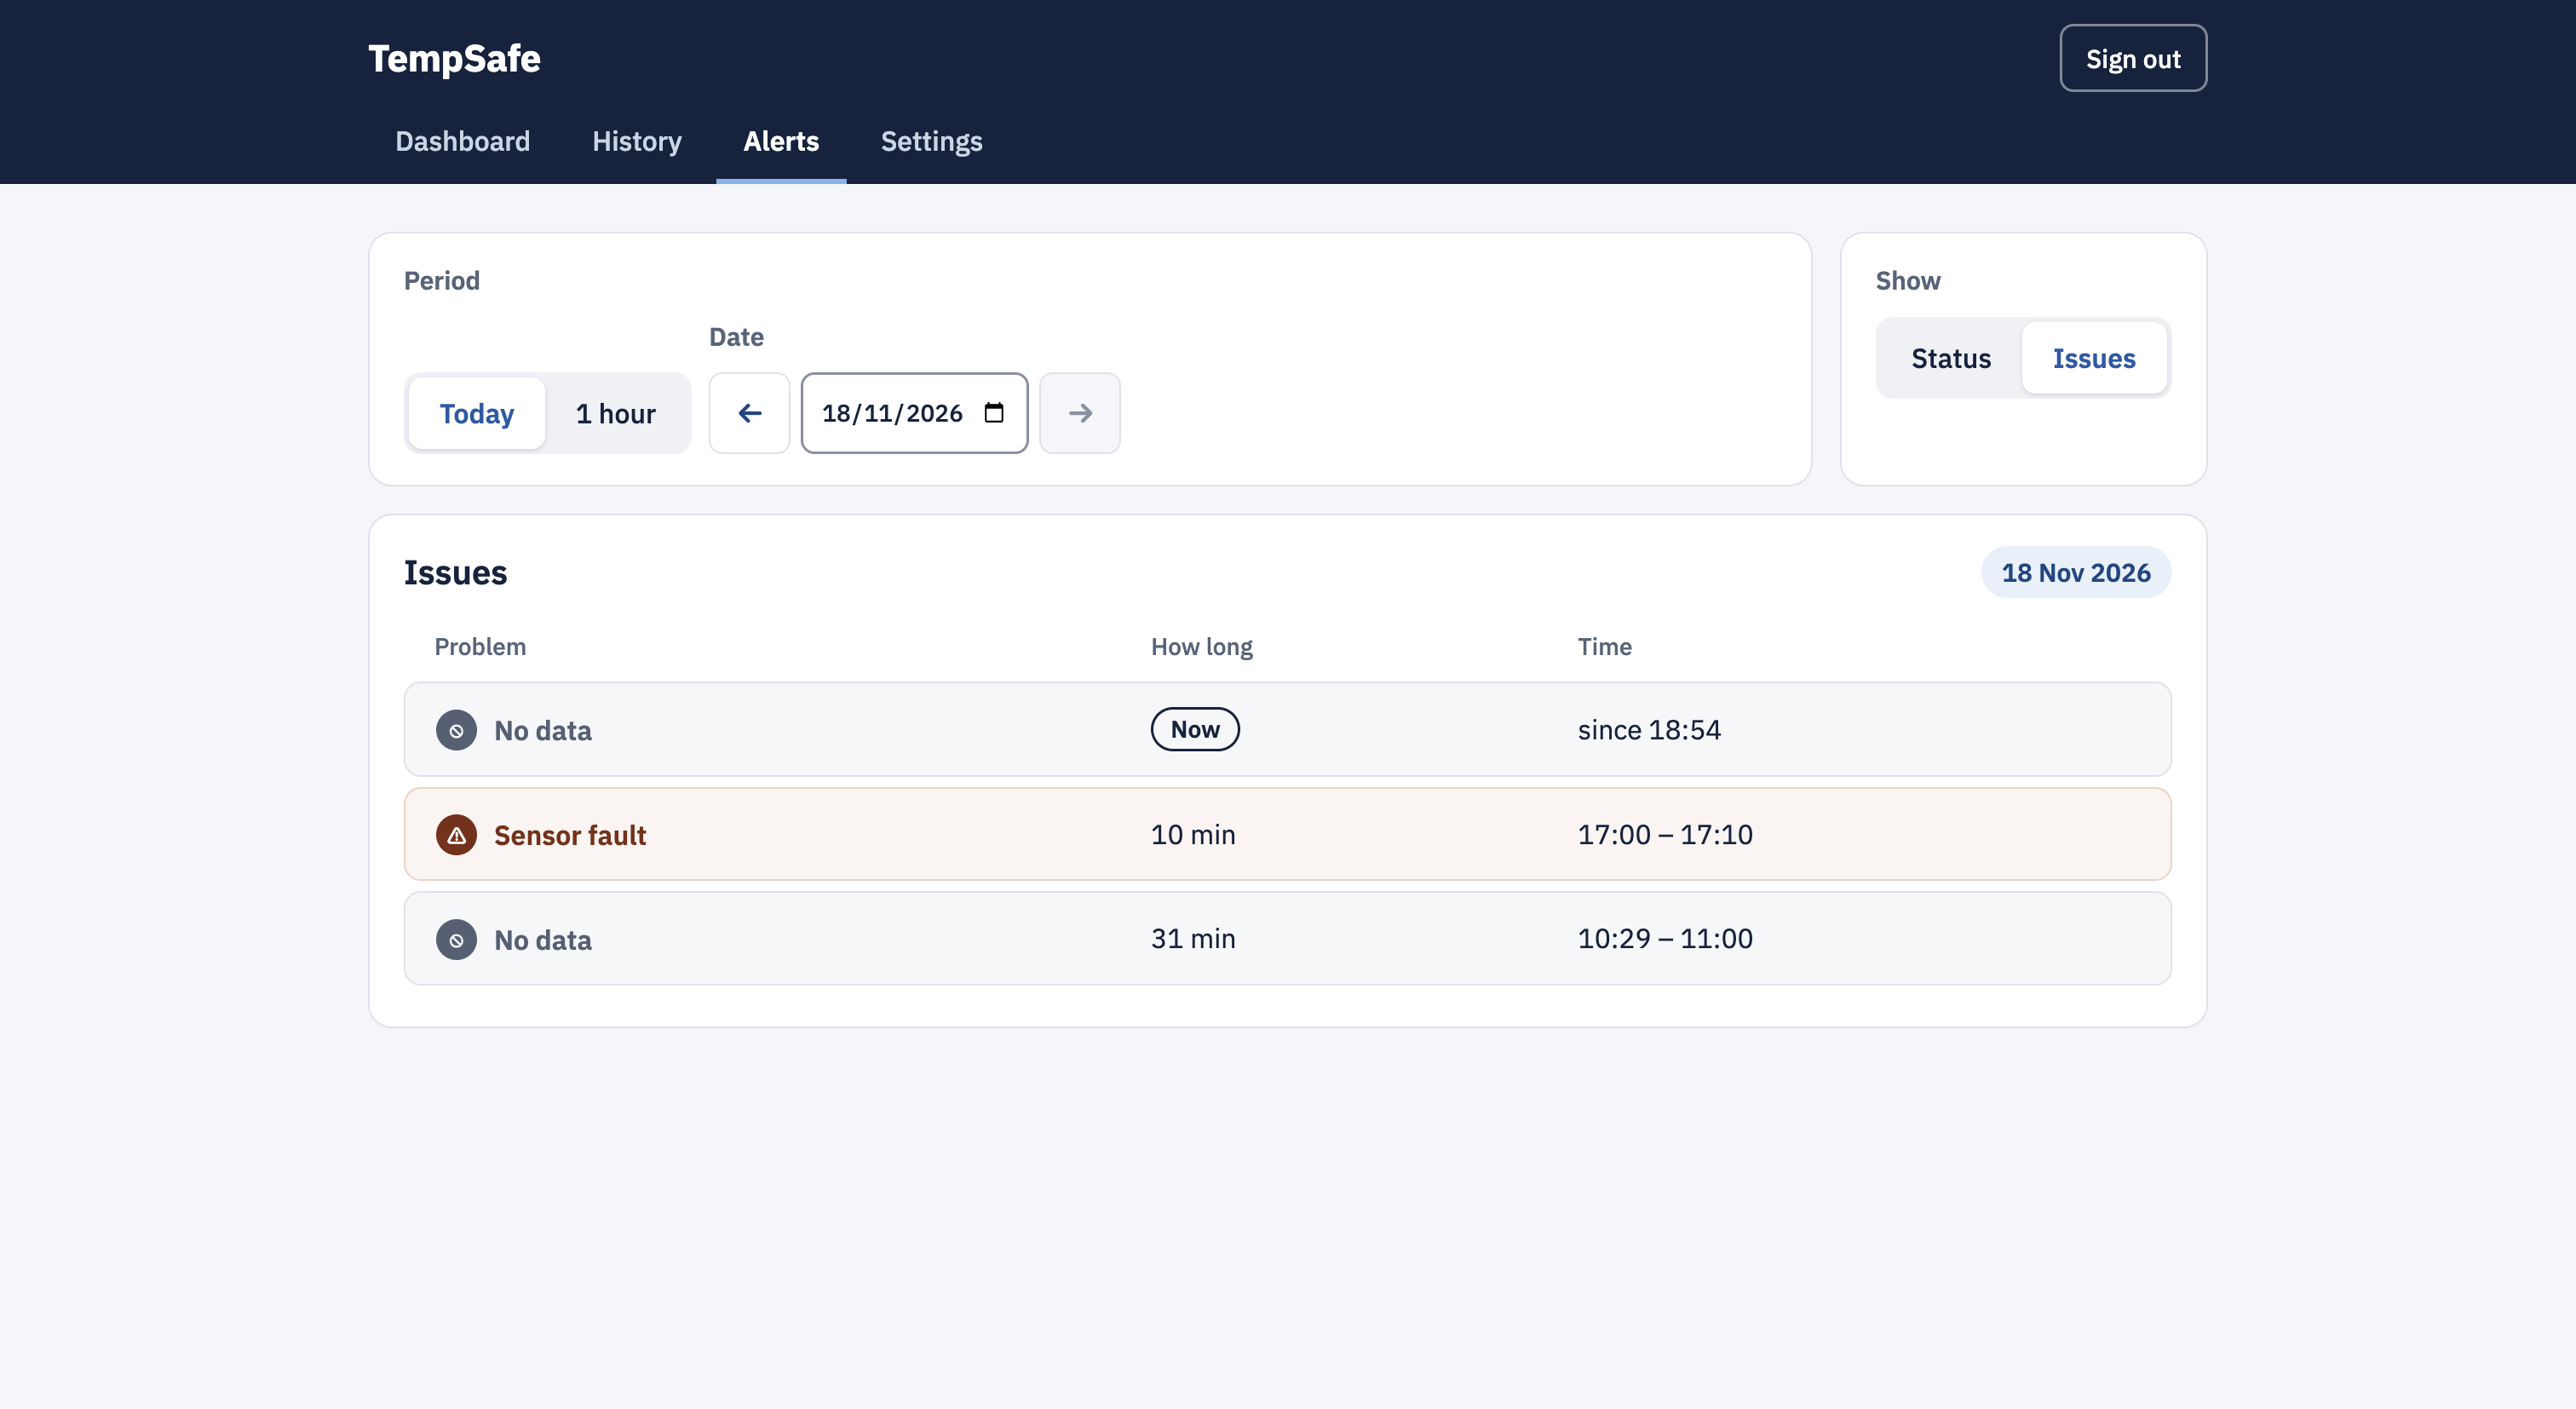 TempSafe
Sign out
Dashboard History Alerts Settings
Period
Date
Today 1 hour 18/11/2026
Show
Status Issues
Issues
18 Nov 2026
Problem How long Time
No data Now since 18:54
Sensor fault 10 min 17:00 – 17:10
No data 31 min 10:29 – 11:00